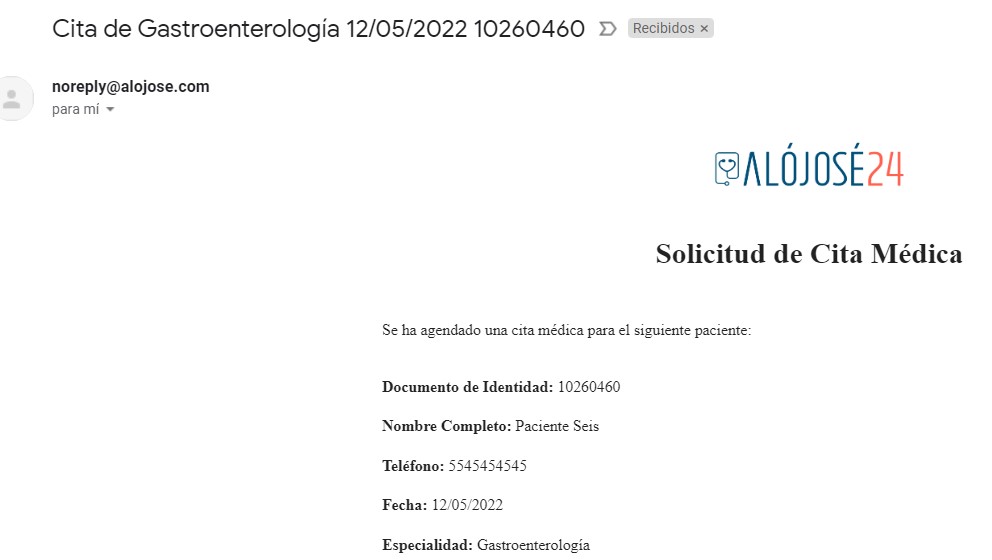 Cita de Gastroenterología 12/05/2022 10260460 Recibidos ×
noreply@alojose.com
para mí
ALÓJOSÉ24
Solicitud de Cita Médica
Se ha agendado una cita médica para el siguiente paciente:
Documento de Identidad: 10260460
Nombre Completo: Paciente Seis
Teléfono: 5545454545
Fecha: 12/05/2022
Especialidad: Gastroenterología